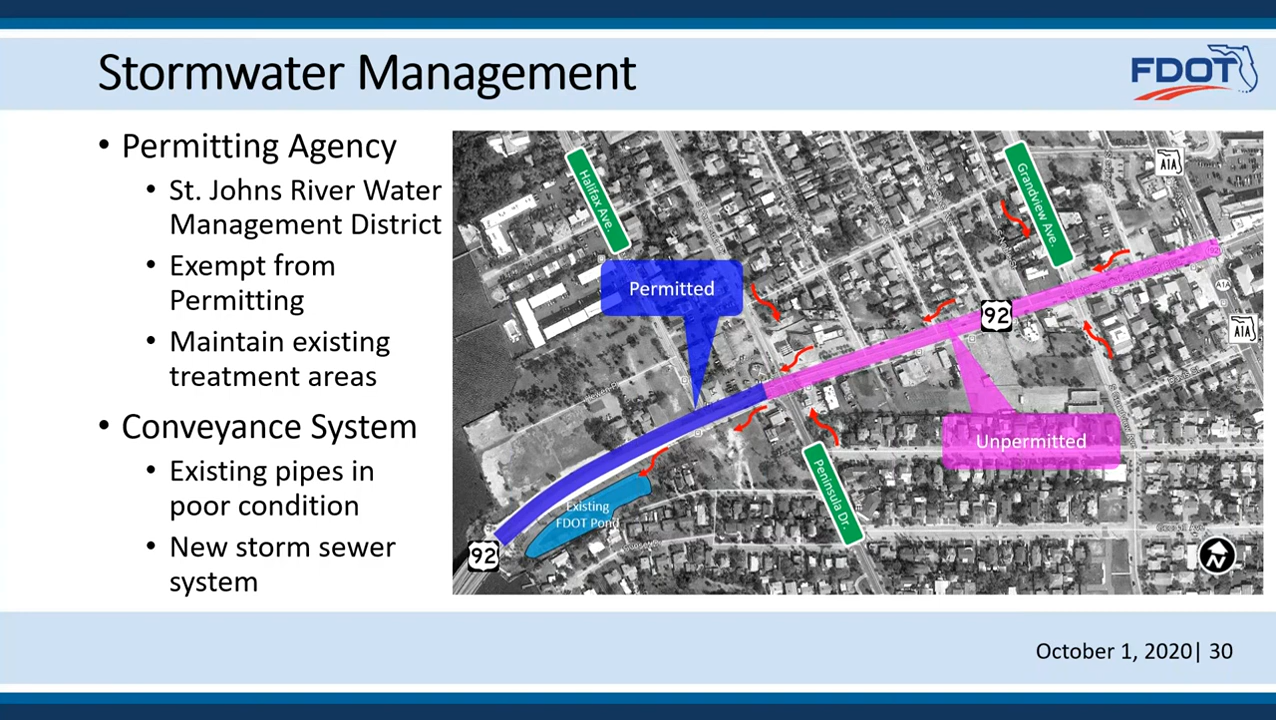 Stormwater Management
FDOT
• Permitting Agency
• St. Johns River Water
Management District
• Exempt from
Permitting
• Maintain existing
treatment areas
• Conveyance System
• Existing pipes in
poor condition
• New storm sewer
system
Halifax Ave.
Grandview Ave.
A1A
Permitted
92
A1A
A1A
Unpermitted
Peninsula Dr.
Existing
FDOT Pond
92
N
October 1, 2020| 30